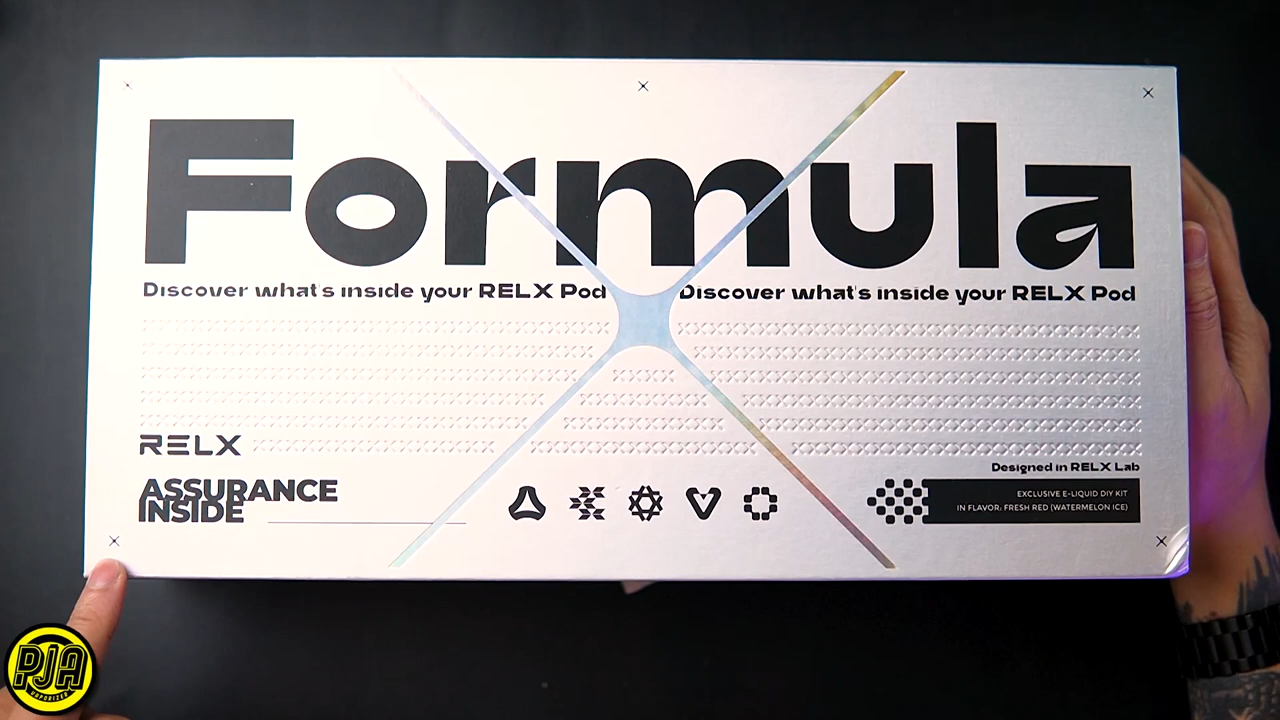 Formula
Discover what's inside your RELX Pod Discover what's inside your RELX Pod
RELX
Designed in RELX Lab
ASSURANCE
INSIDE
EXCLUSIVE E-LIQUID DIY KIT
IN FLAVOR: FRESH RED (WATERMELON ICE)
PJA
VAPORIZED